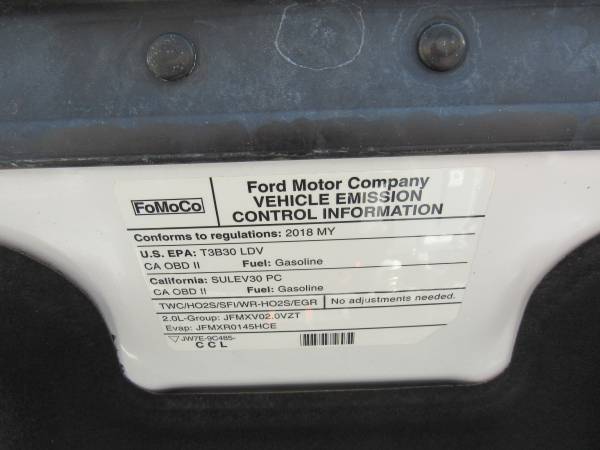 FoMoCo
Ford Motor Company
VEHICLE EMISSION
CONTROL INFORMATION
Conforms to regulations: 2018 MY
U.S. EPA: T3B30 LDV
CA OBD II Fuel: Gasoline
California: SULEV30 PC
CA OBD II Fuel: Gasoline
TWC/HO2S/SFI/WR-HO2S/EGR No adjustments needed.
2.0L-Group: JFMXV02.0VZT
Evap: JFMXR0145HCE
JW7E-9C485-
CCL